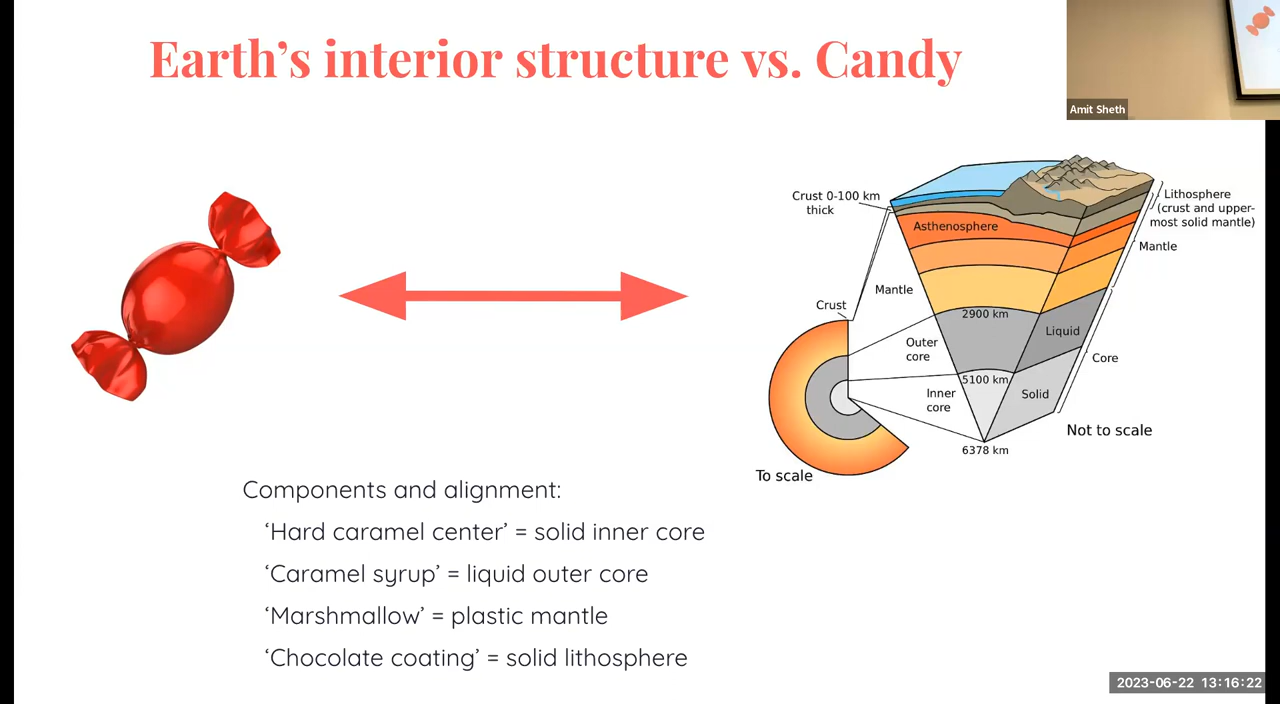 Earth’s interior structure vs. Candy
Amit Sheth
Crust 0-100 km
thick
Asthenosphere
Lithosphere
(crust and upper-
most solid mantle)
Mantle
Mantle
2900 km
Crust
Liquid
Outer
core
Core
5100 km
Inner
core
Solid
Not to scale
6378 km
To scale
Components and alignment:
‘Hard caramel center’ = solid inner core
‘Caramel syrup’ = liquid outer core
‘Marshmallow’ = plastic mantle
‘Chocolate coating’ = solid lithosphere
2023-06-22 13:16:22